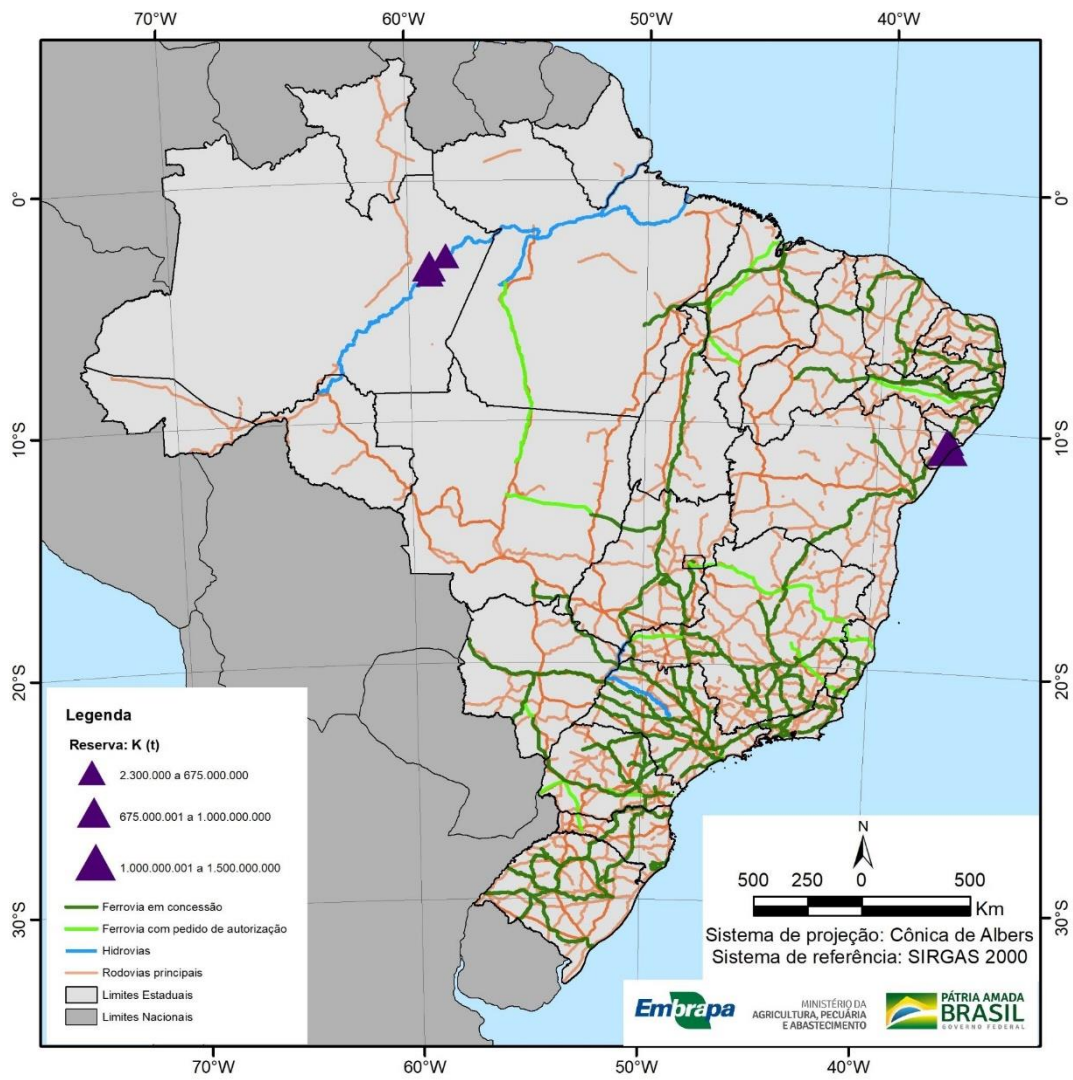 70°W 60°W 50°W 40°W
0° 0°
10°S 10°S
20°S 20°S
30°S 30°S
Legenda
Reserva: K (t)
2.300.000 a 675.000.000
675.000.001 a 1.000.000.000
1.000.000.001 a 1.500.000.000
Ferrovia em concessão
Ferrovia com pedido de autorização
Hidrovias
Rodovias principais
Limites Estaduais
Limites Nacionais
N
500 250 0 500
Km
Sistema de projeção: Cônica de Albers
Sistema de referência: SIRGAS 2000
Embrapa
MINISTÉRIO DA
AGRICULTURA, PECUÁRIA
E ABASTECIMENTO
PÁTRIA AMADA
BRASIL
GOVERNO FEDERAL
70°W 60°W 50°W 40°W